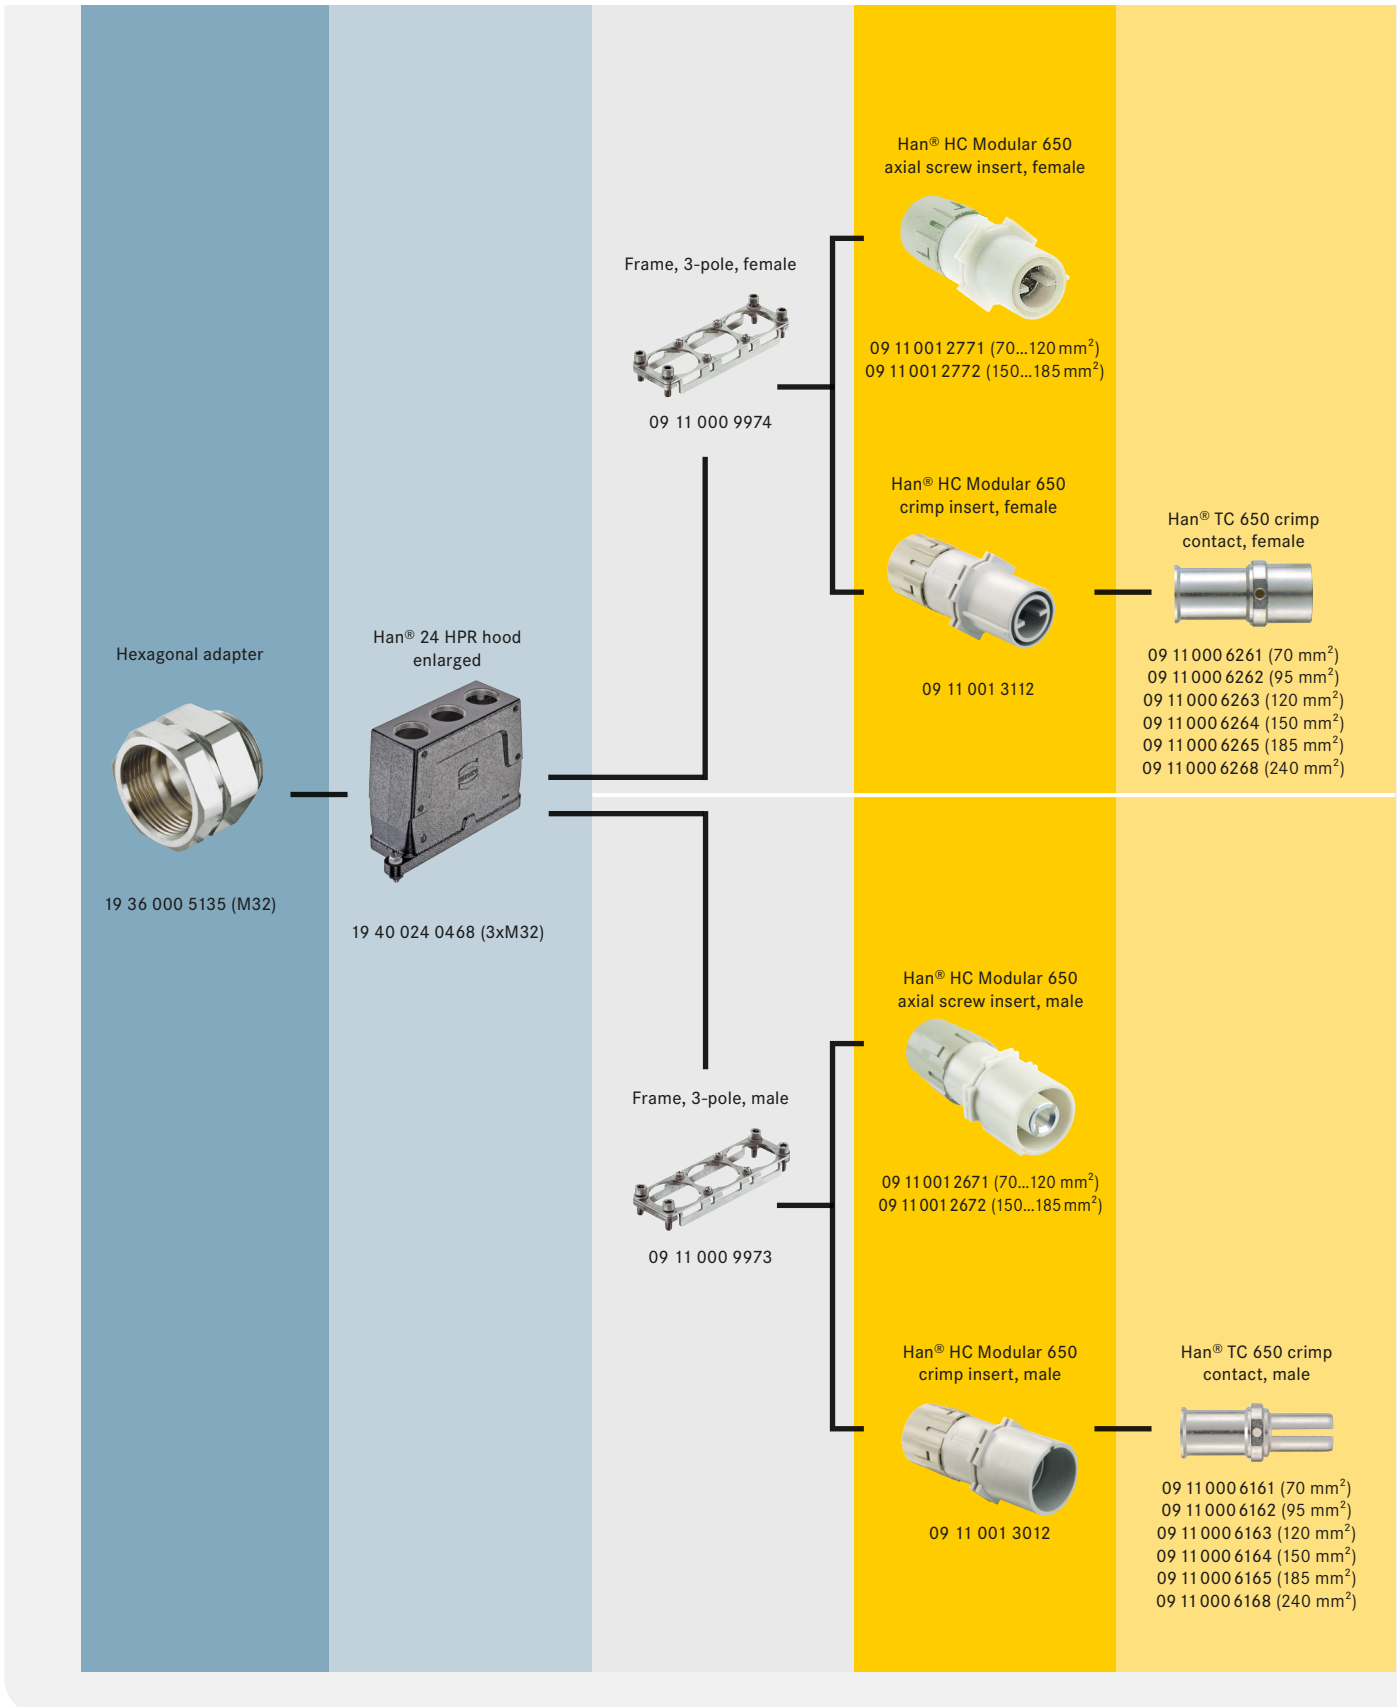 Han® HC Modular 650
axial screw insert, female
Frame, 3-pole, female
09 11 001 2771 (70...120 mm²)
09 11 001 2772 (150...185 mm²)
09 11 000 9974
Han® HC Modular 650
crimp insert, female
Han® TC 650 crimp
contact, female
Hexagonal adapter
Han® 24 HPR hood
enlarged
09 11 001 3112
09 11 000 6261 (70 mm²)
09 11 000 6262 (95 mm²)
09 11 000 6263 (120 mm²)
09 11 000 6264 (150 mm²)
09 11 000 6265 (185 mm²)
09 11 000 6268 (240 mm²)
19 36 000 5135 (M32)
19 40 024 0468 (3xM32)
Han® HC Modular 650
axial screw insert, male
Frame, 3-pole, male
09 11 001 2671 (70...120 mm²)
09 11 001 2672 (150...185 mm²)
09 11 000 9973
Han® HC Modular 650
crimp insert, male
Han® TC 650 crimp
contact, male
09 11 001 3012
09 11 000 6161 (70 mm²)
09 11 000 6162 (95 mm²)
09 11 000 6163 (120 mm²)
09 11 000 6164 (150 mm²)
09 11 000 6165 (185 mm²)
09 11 000 6168 (240 mm²)